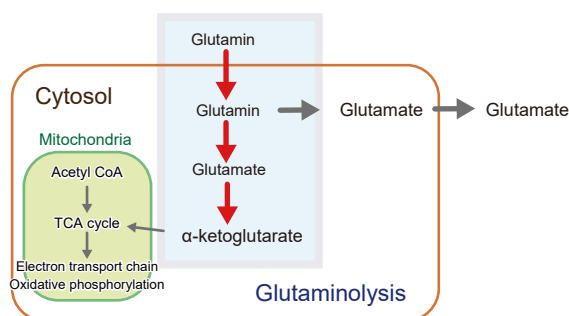 Glutamin
Cytosol
Glutamin
Glutamate
Glutamate
Mitochondria
Acetyl CoA
Glutamate
TCA cycle
α-ketoglutarate
Electron transport chain
Oxidative phosphorylation
Glutaminolysis